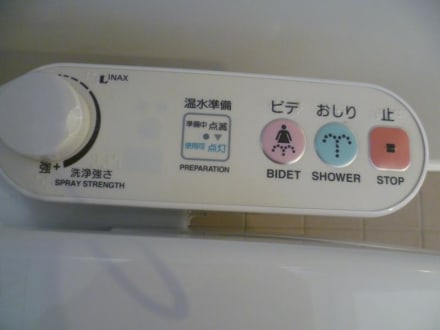 INAX
温水準備
準備中 点滅
使用可 点灯
PREPARATION
ビデ
BIDET
おしり
SHOWER
止
STOP
強+
洗浄強さ
SPRAY STRENGTH